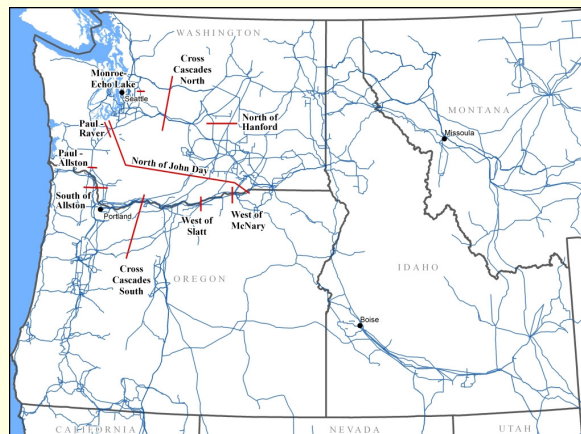 WASHINGTON
Cross
Cascades
North
Monroe-
Echo Lake
Seattle
North of
Hanford
MONTANA
Paul -
Raver
Missoula
Paul -
Allston
North of John Day
South of
Allston
Portland
West of
Slatt
West of
McNary
Cross
Cascades
South
OREGON
IDAHO
Boise
CALIFORNIA
NEVADA
UTAH